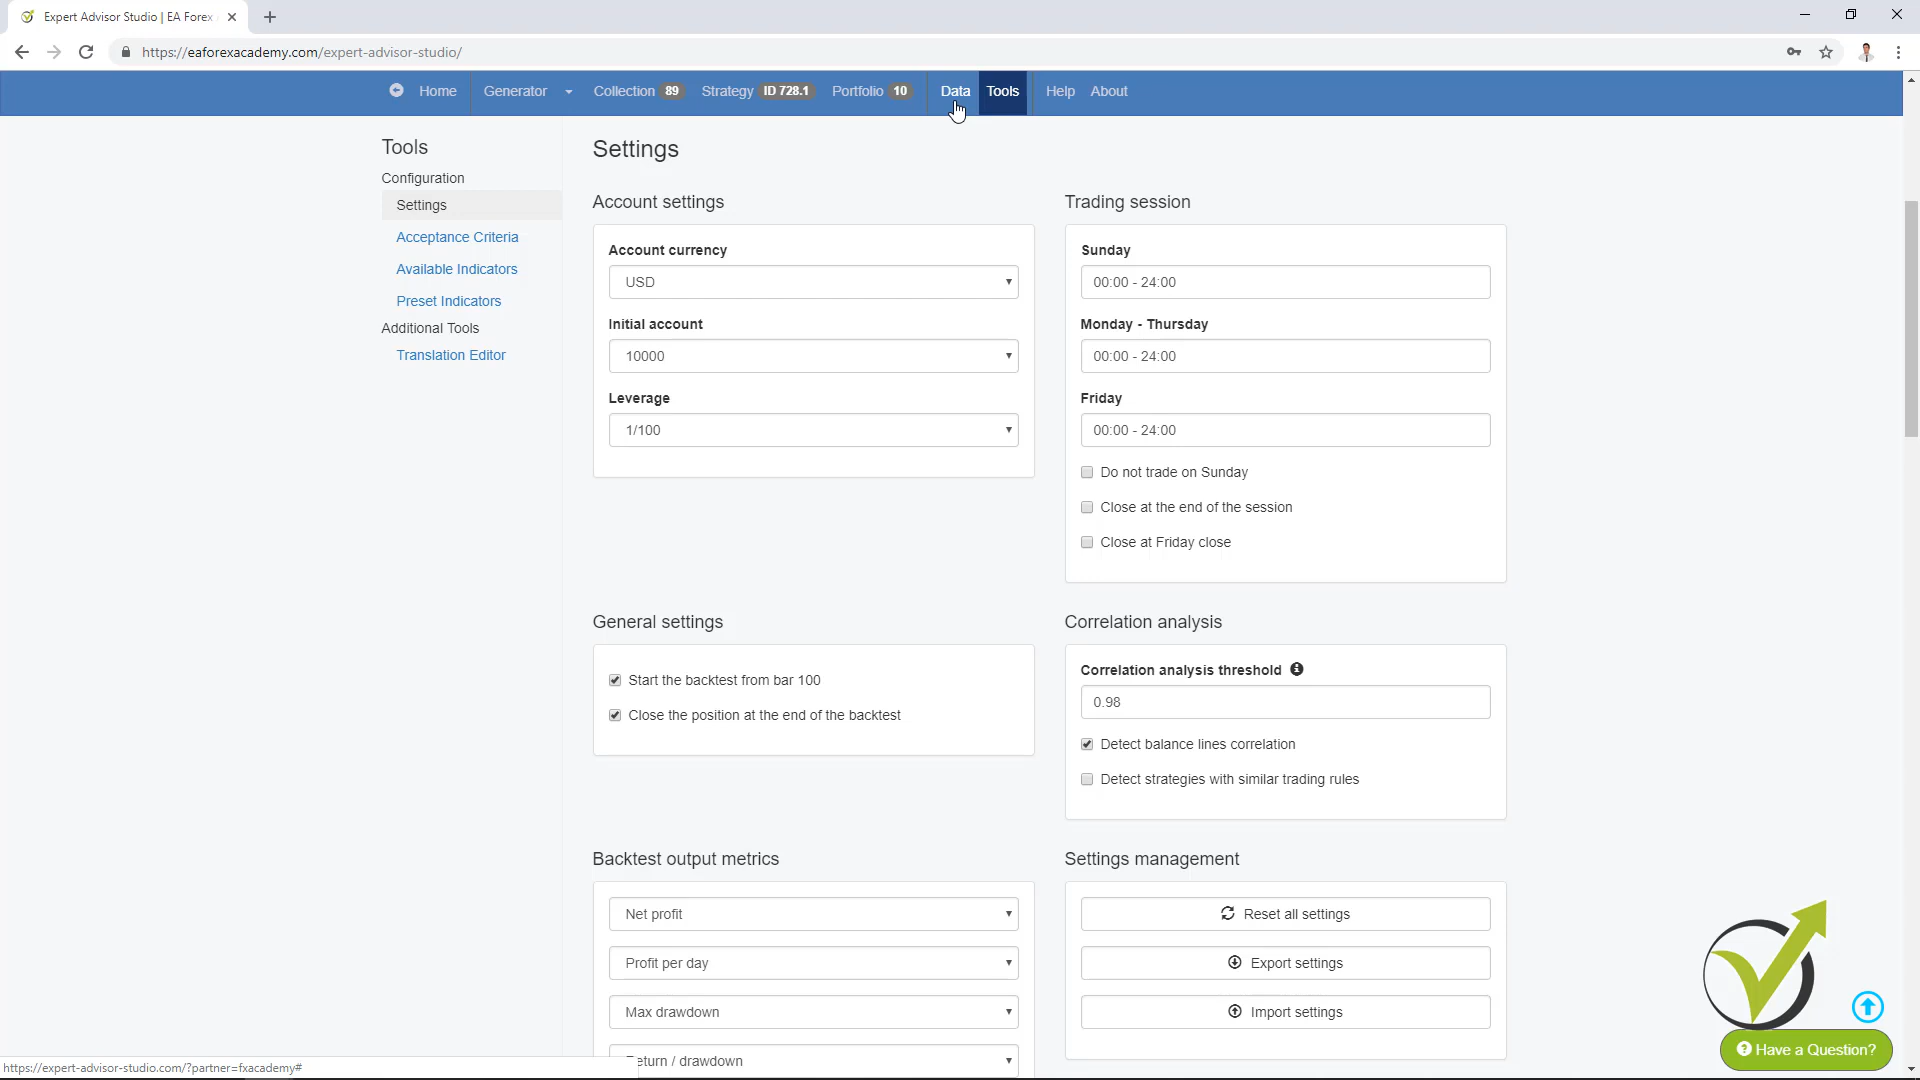 Expert Advisor Studio | EA Forex
https://eaforexacademy.com/expert-advisor-studio/
Home Generator Collection 89 Strategy ID 728.1 Portfolio 10 Data Tools Help About
Tools
Configuration
Settings
Acceptance Criteria
Available Indicators
Preset Indicators
Additional Tools
Translation Editor
Settings
Account settings
Account currency
USD
Initial account
10000
Leverage
1/100
Trading session
Sunday
00:00 - 24:00
Monday - Thursday
00:00 - 24:00
Friday
00:00 - 24:00
Do not trade on Sunday
Close at the end of the session
Close at Friday close
General settings
Start the backtest from bar 100
Close the position at the end of the backtest
Correlation analysis
Correlation analysis threshold
0.98
Detect balance lines correlation
Detect strategies with similar trading rules
Backtest output metrics
Net profit
Profit per day
Max drawdown
Return / drawdown
Settings management
Reset all settings
Export settings
Import settings
Have a Question?
https://expert-advisor-studio.com/?partner=fxacademy#